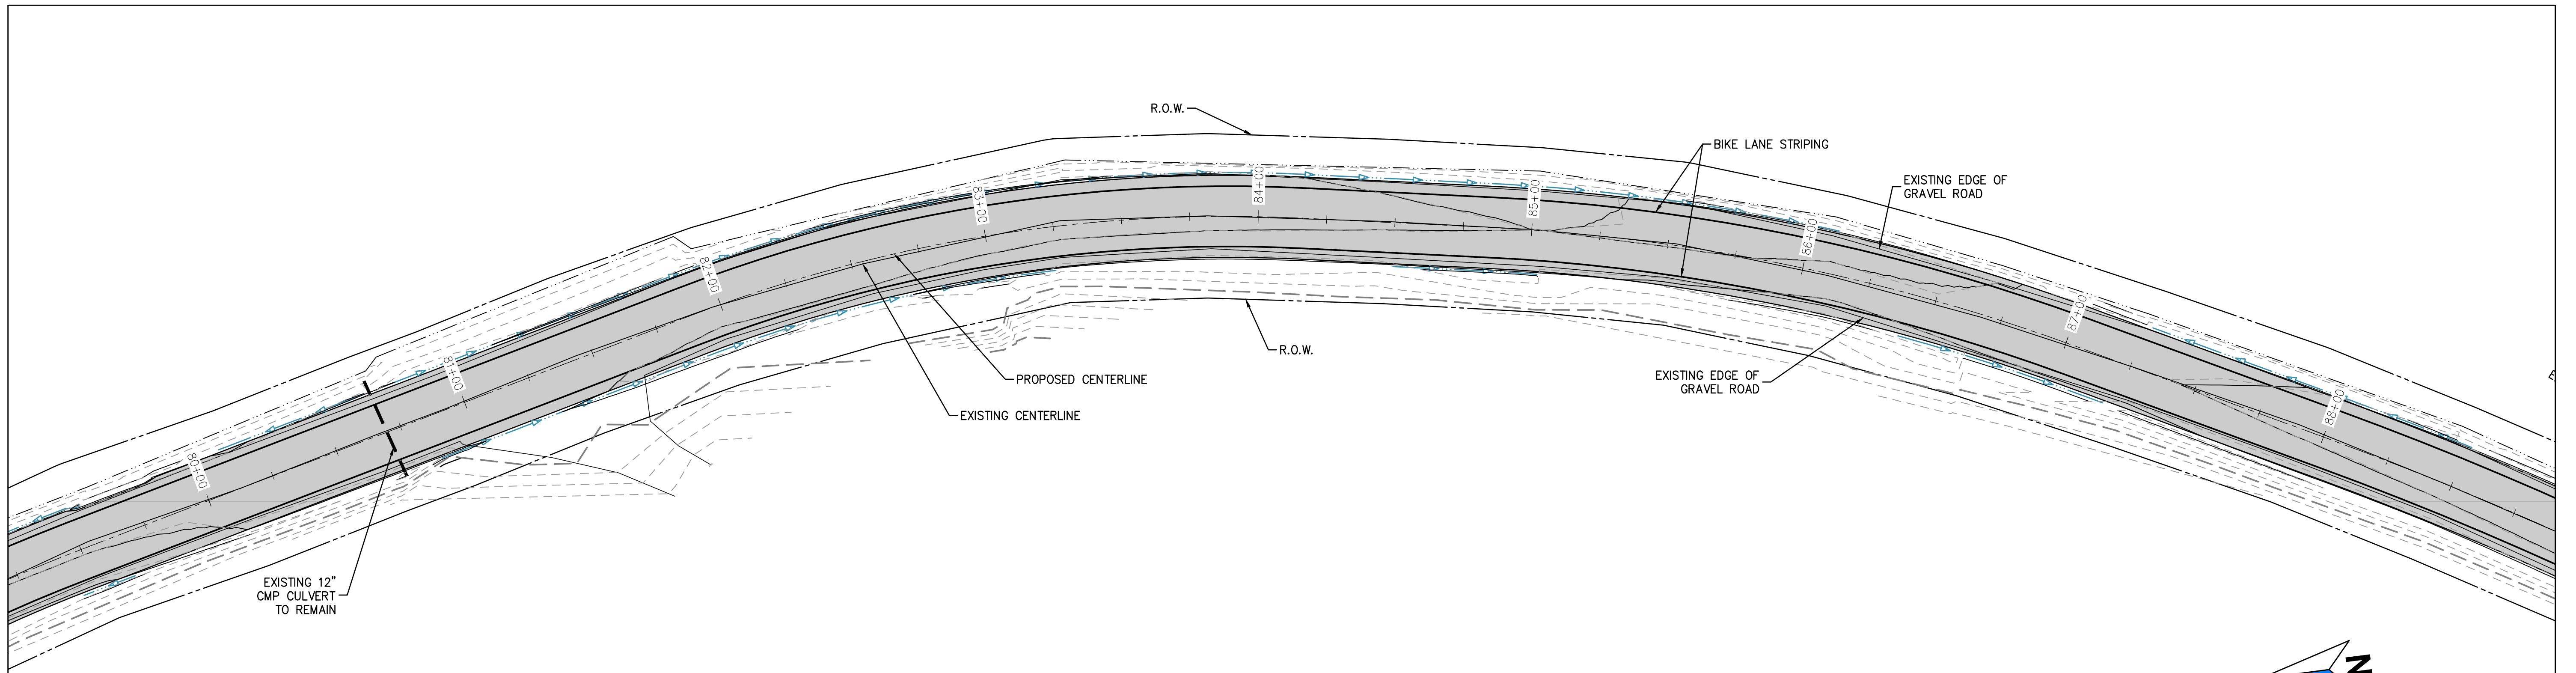 R.O.W.
BIKE LANE STRIPING
EXISTING EDGE OF
GRAVEL ROAD
80+00
81+00
82+00
83+00
84+00
85+00
86+00
87+00
88+00
R.O.W.
PROPOSED CENTERLINE
EXISTING CENTERLINE
EXISTING EDGE OF
GRAVEL ROAD
EXISTING 12"
CMP CULVERT
TO REMAIN
N